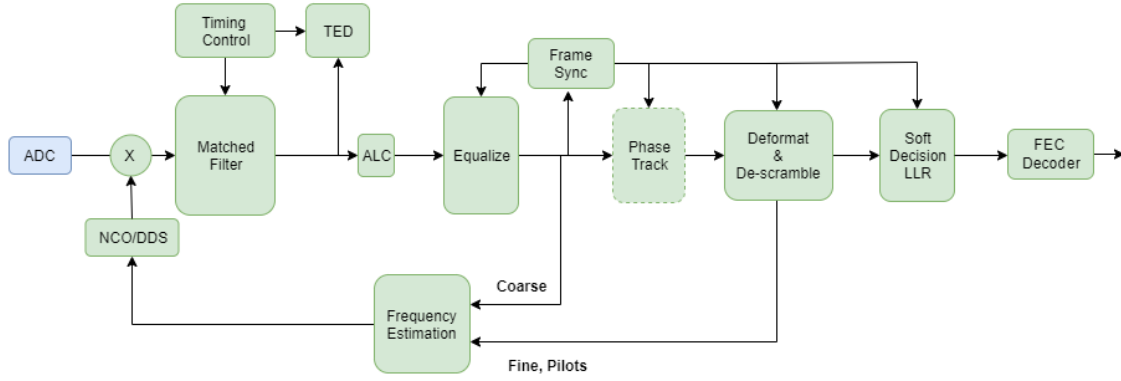 Timing
Control
TED
Frame
Sync
ADC
X
Matched
Filter
ALC
Equalize
Phase
Track
Deformat
&
De-scramble
Soft
Decision
LLR
FEC
Decoder
NCO/DDS
Coarse
Frequency
Estimation
Fine, Pilots